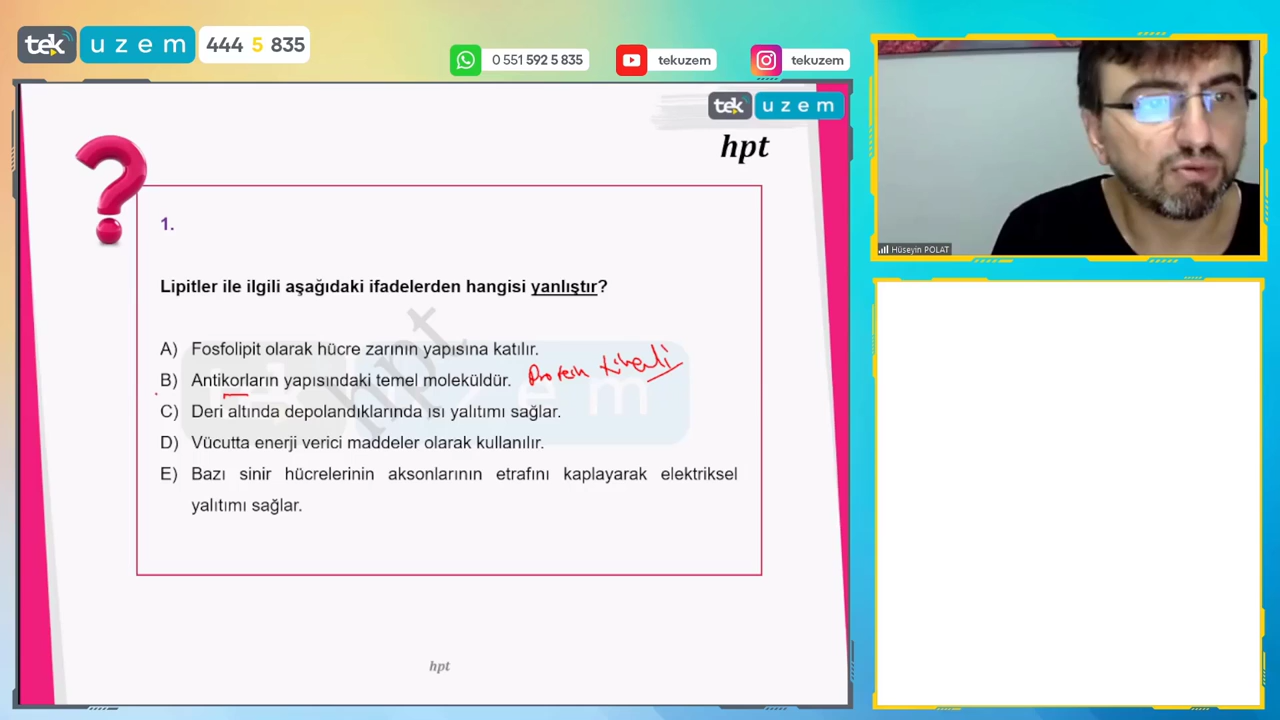 tek uzem 444 5 835
0 551 592 5 835
tekuzem
tekuzem
tek uzem
hpt
1.
Lipitler ile ilgili aşağıdaki ifadelerden hangisi yanlıştır?
A) Fosfolipit olarak hücre zarının yapısına katılır.
B) Antikorların yapısındaki temel moleküldür. Protein
C) Deri altında depolandıklarında ısı yalıtımı sağlar.
D) Vücutta enerji verici maddeler olarak kullanılır.
E) Bazı sinir hücrelerinin aksonlarının etrafını kaplayarak elektriksel
yalıtımı sağlar.
hpt
hpt
Hüseyin POLAT